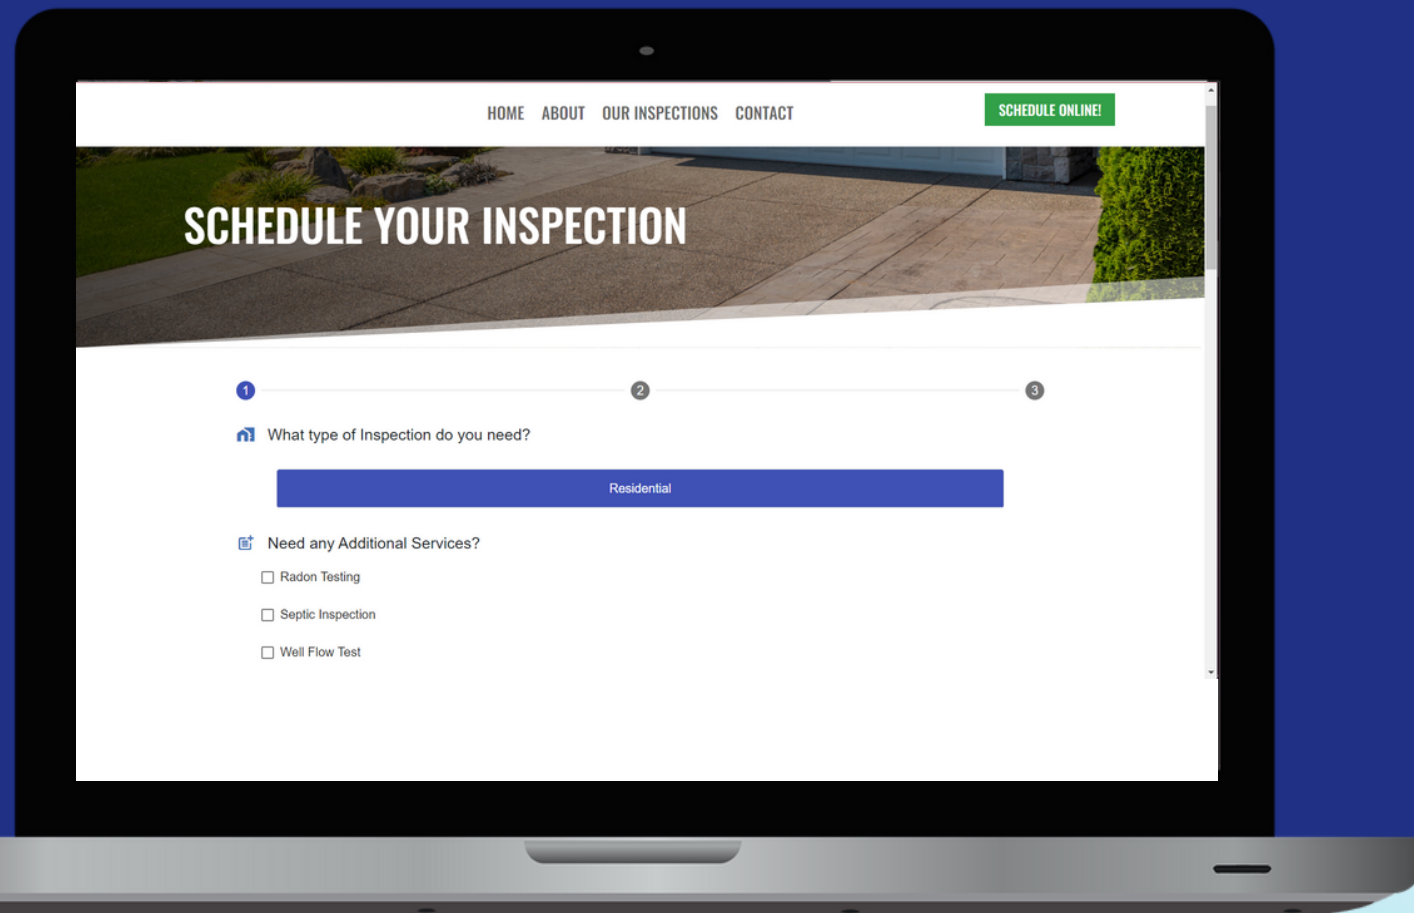 HOME ABOUT OUR INSPECTIONS CONTACT SCHEDULE ONLINE!
SCHEDULE YOUR INSPECTION
1 2 3
What type of Inspection do you need?
Residential
Need any Additional Services?
Radon Testing
Septic Inspection
Well Flow Test